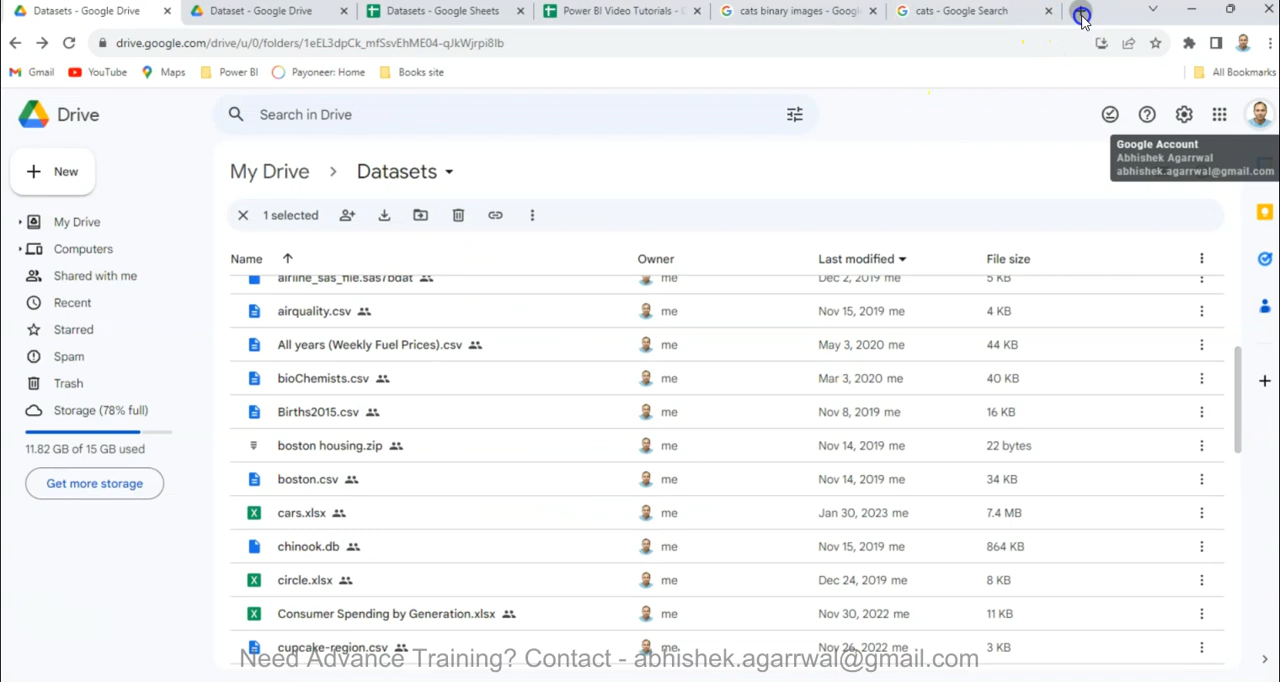 Datasets - Google Drive
Dataset - Google Drive
Datasets - Google Sheets
Power BI Video Tutorials -
cats binary images - Googl
cats - Google Search
drive.google.com/drive/u/0/folders/1eEL3dpCk_mfSsvEhME04-qJkWjrpi8lb
Gmail
YouTube
Maps
Power BI
Payoneer: Home
Books site
All Bookmarks
Drive
Search in Drive
Google Account
Abhishek Agarrwal
abhishek.agarrwal@gmail.com
New
My Drive > Datasets
1 selected
My Drive
Computers
Shared with me
Recent
Starred
Spam
Trash
Storage (78% full)
11.82 GB of 15 GB used
Get more storage
Name Owner Last modified File size
airline_sas_file.sas7bdat me Dec 2, 2019 me 5 KB
airquality.csv me Nov 15, 2019 me 4 KB
All years (Weekly Fuel Prices).csv me May 3, 2020 me 44 KB
bioChemists.csv me Mar 3, 2020 me 40 KB
Births2015.csv me Nov 8, 2019 me 16 KB
boston housing.zip me Nov 14, 2019 me 22 bytes
boston.csv me Nov 14, 2019 me 34 KB
cars.xlsx me Jan 30, 2023 me 7.4 MB
chinook.db me Nov 15, 2019 me 864 KB
circle.xlsx me Dec 24, 2019 me 8 KB
Consumer Spending by Generation.xlsx me Nov 30, 2022 me 11 KB
cupcake-region.csv me Nov 26, 2022 me 3 KB
Need Advance Training? Contact - abhishek.agarrwal@gmail.com